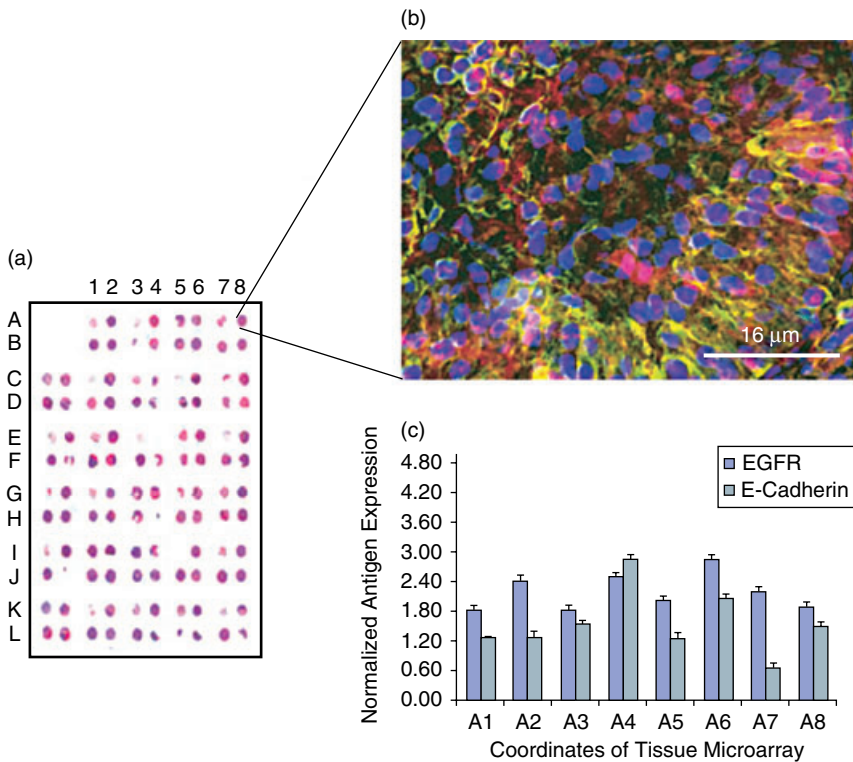 (b)
16 μm
(a)
1 2 3 4 5 6 7 8
A
B
C
D
E
F
G
H
I
J
K
L
(c)
EGFR
E-Cadherin
Normalized Antigen Expression
4.80
4.20
3.60
3.00
2.40
1.80
1.20
0.60
0.00
A1 A2 A3 A4 A5 A6 A7 A8
Coordinates of Tissue Microarray